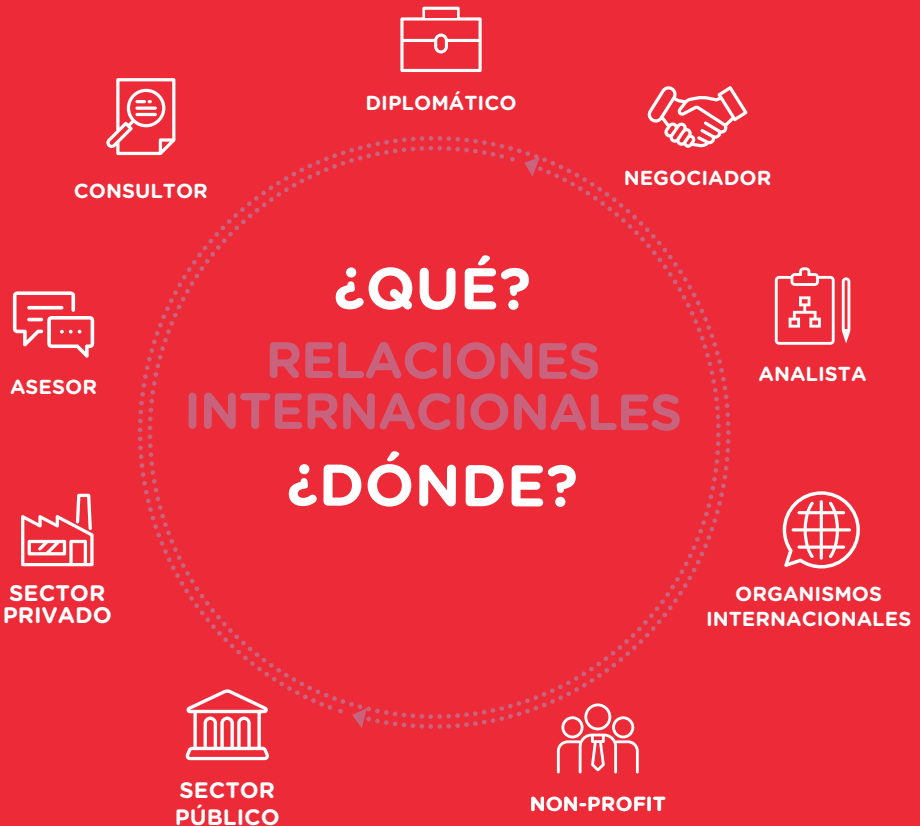 DIPLOMÁTICO
CONSULTOR
NEGOCIADOR
¿QUÉ?
RELACIONES
INTERNACIONALES
¿DÓNDE?
ASESOR
ANALISTA
SECTOR
PRIVADO
ORGANISMOS
INTERNACIONALES
SECTOR
PÚBLICO
NON-PROFIT